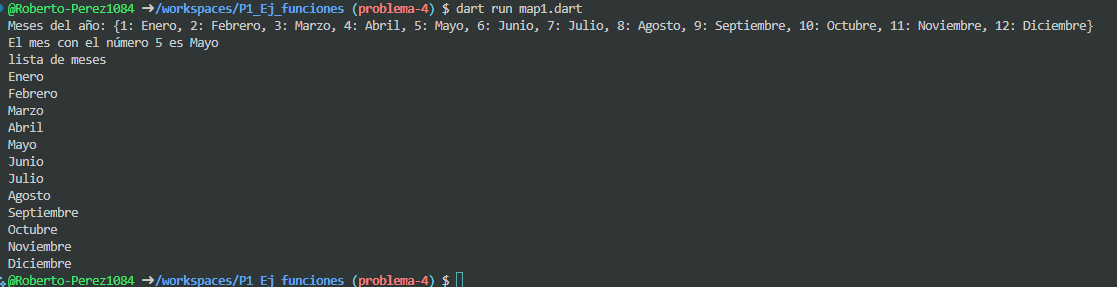 @Roberto-Perez1084 ➜/workspaces/P1_Ej_funciones (problema-4) $ dart run map1.dart
Meses del año: {1: Enero, 2: Febrero, 3: Marzo, 4: Abril, 5: Mayo, 6: Junio, 7: Julio, 8: Agosto, 9: Septiembre, 10: Octubre, 11: Noviembre, 12: Diciembre}
El mes con el número 5 es Mayo
lista de meses
Enero
Febrero
Marzo
Abril
Mayo
Junio
Julio
Agosto
Septiembre
Octubre
Noviembre
Diciembre
@Roberto-Perez1084 ➜/workspaces/P1_Ej_funciones (problema-4) $